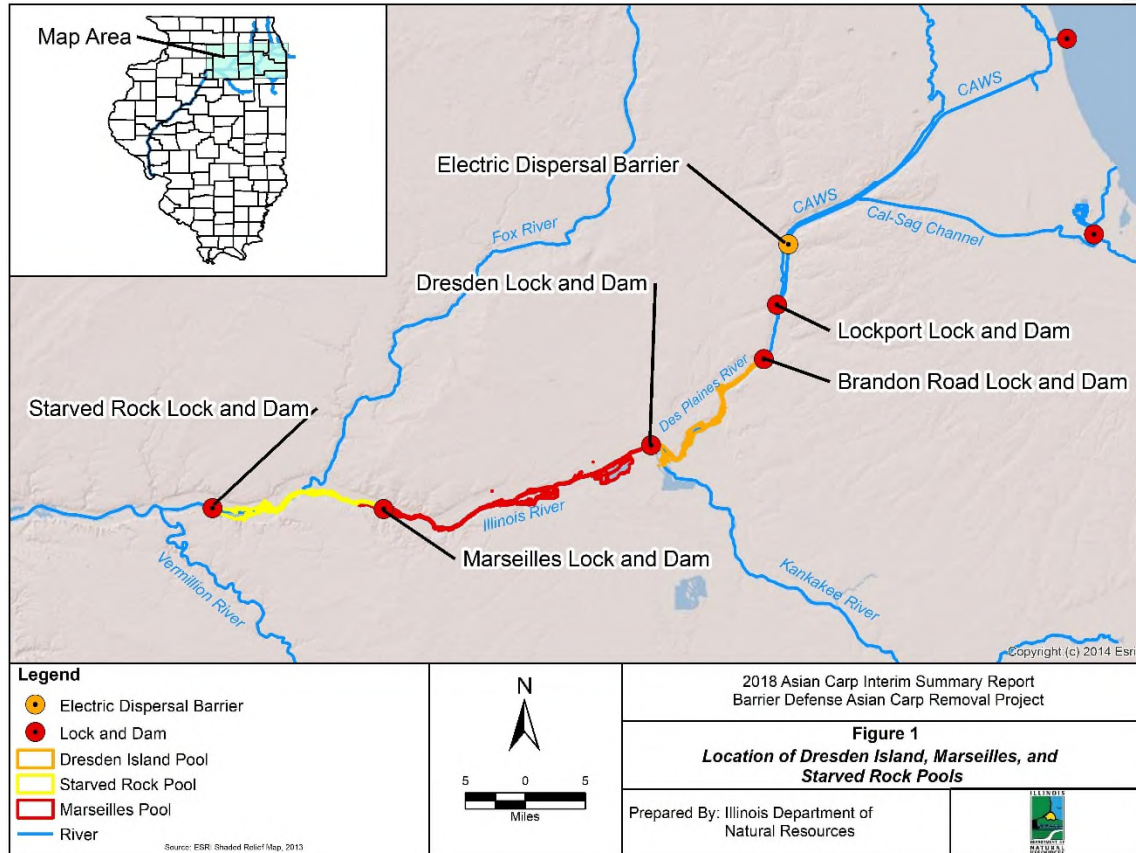 Map Area
CAWS
Electric Dispersal Barrier
CAWS
Cal-Sag Channel
Fox River
Dresden Lock and Dam
Lockport Lock and Dam
Brandon Road Lock and Dam
Starved Rock Lock and Dam
Des Plaines River
Illinois River
Marseilles Lock and Dam
Vermillion River
Kankakee River
Copyright (c) 2014 Esri
Legend
Electric Dispersal Barrier
Lock and Dam
Dresden Island Pool
Starved Rock Pool
Marseilles Pool
River
Source: ESRI Shaded Relief Map, 2013
N
5 0 5
Miles
2018 Asian Carp Interim Summary Report
Barrier Defense Asian Carp Removal Project
Figure 1
Location of Dresden Island, Marseilles, and
Starved Rock Pools
Prepared By: Illinois Department of
Natural Resources
ILLINOIS
DEPARTMENT OF
NATURAL
RESOURCES